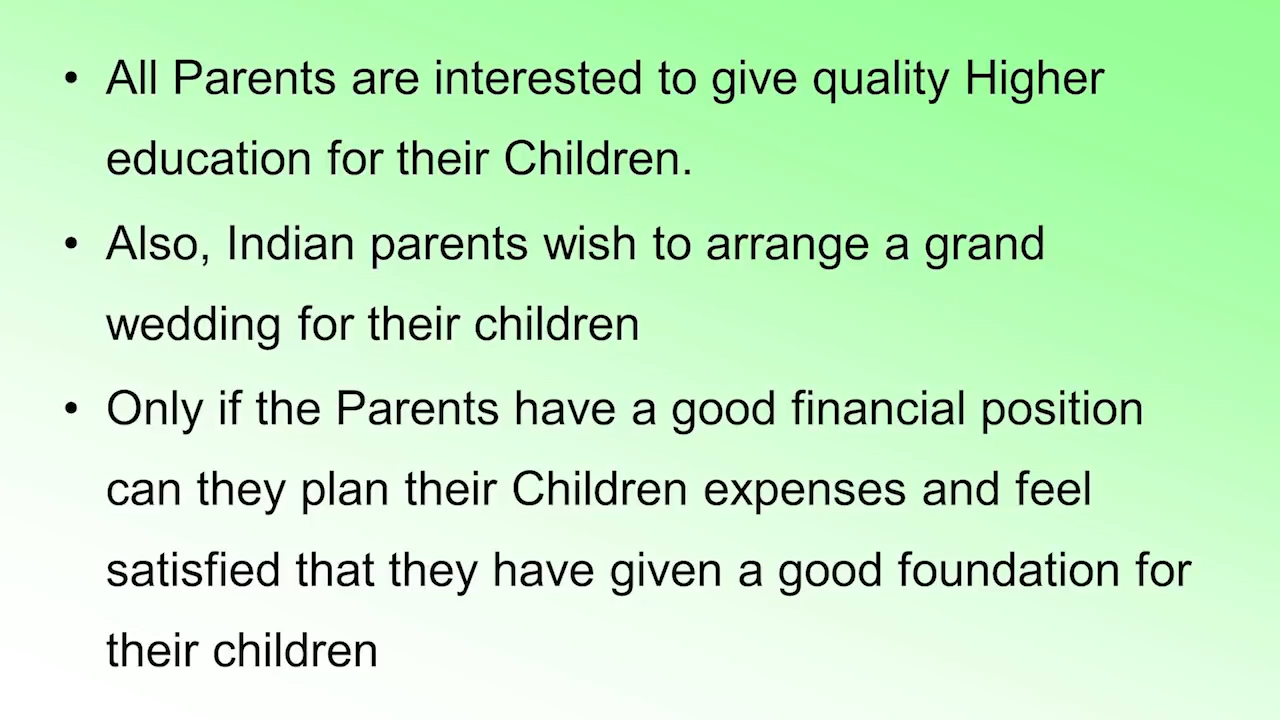 • All Parents are interested to give quality Higher
education for their Children.
• Also, Indian parents wish to arrange a grand
wedding for their children
• Only if the Parents have a good financial position
can they plan their Children expenses and feel
satisfied that they have given a good foundation for
their children